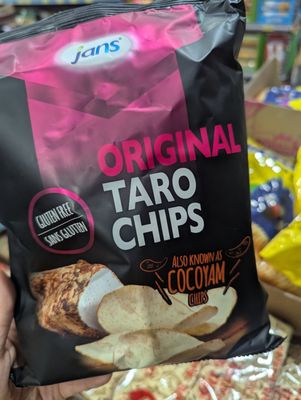 jans®
ORIGINAL
TARO
CHIPS
GLUTEN FREE
SANS GLUTEN
ALSO KNOWN AS
COCOYAM
CHIPS